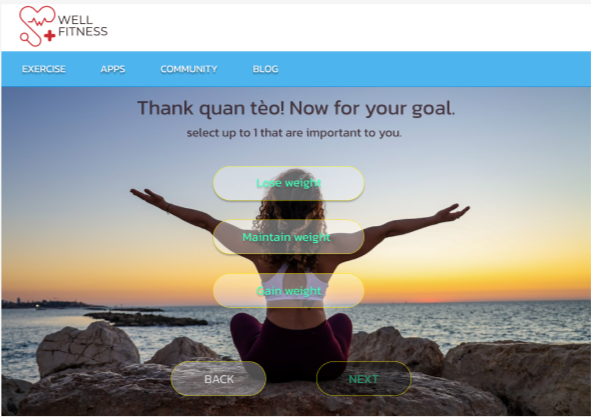 WELL
FITNESS
EXERCISE APPS COMMUNITY BLOG
Thank quan tèo! Now for your goal.
select up to 1 that are important to you.
Lose weight
Maintain weight
Gain weight
BACK NEXT